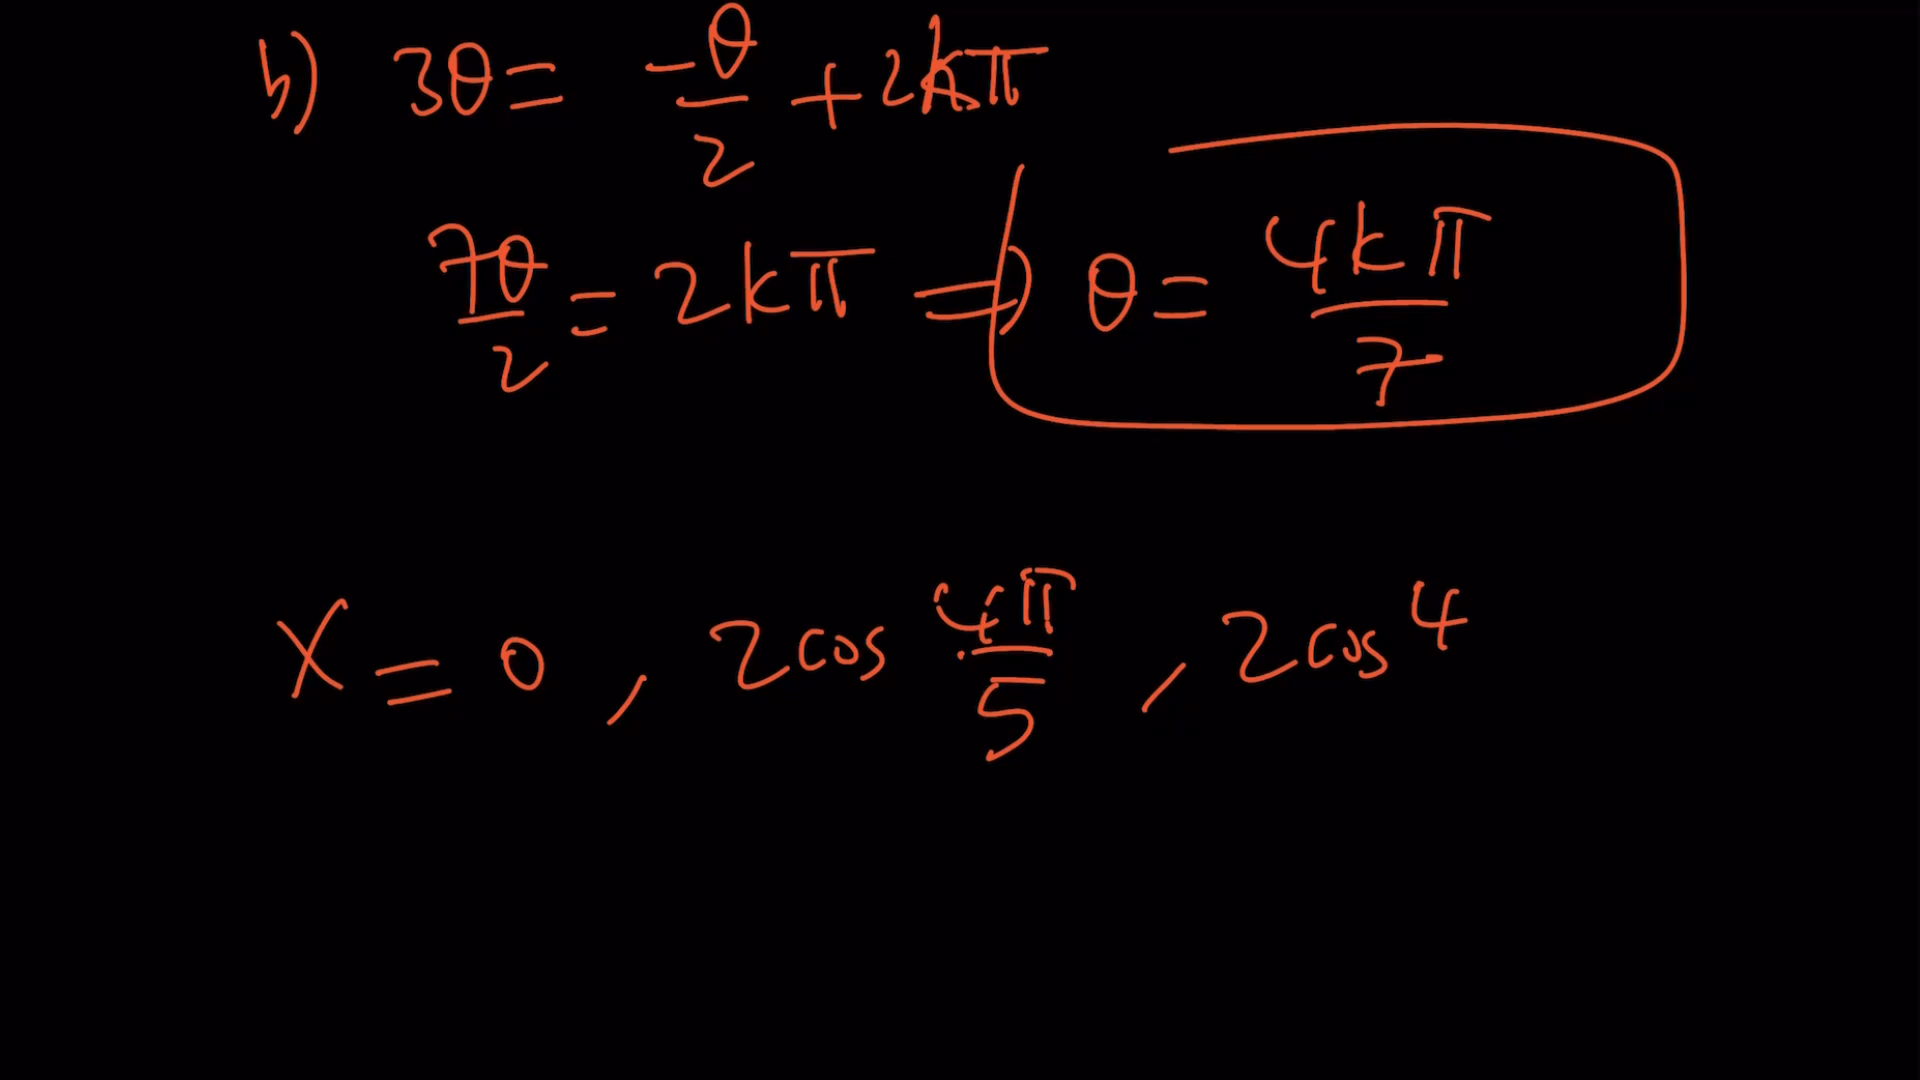 b) 3θ = -θ/2 + 2kπ
7θ/2 = 2kπ ⇒ θ = 4kπ/7
X = 0, 2cos 4π/5, 2cos 4